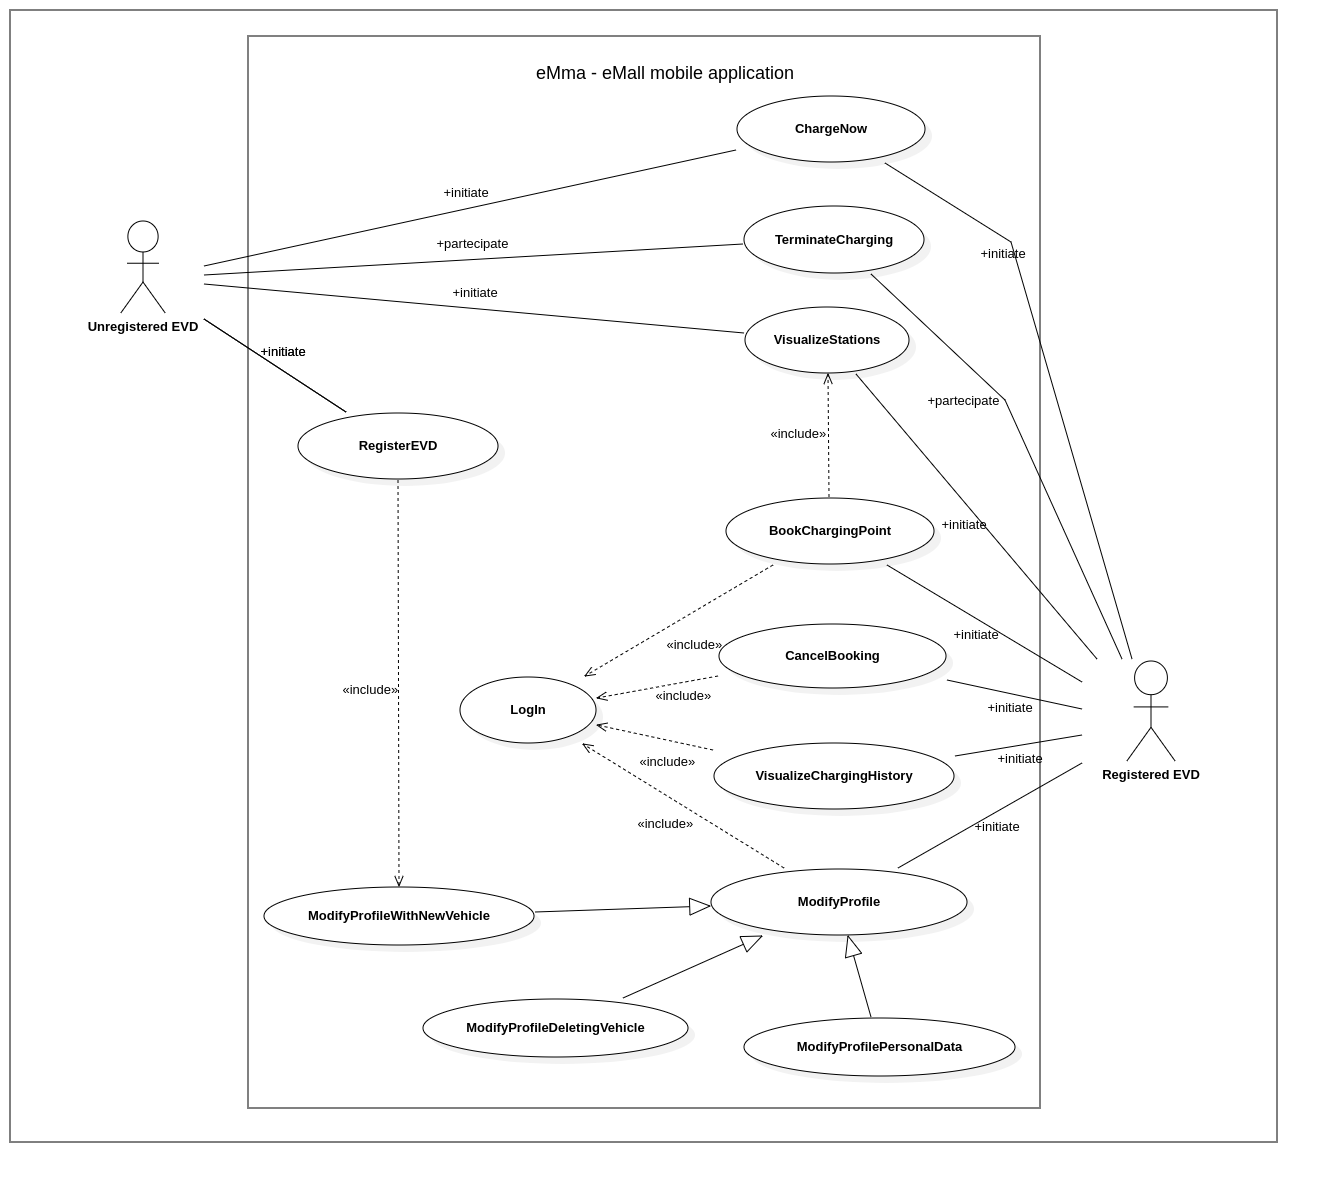 eMma - eMall mobile application
ChargeNow
+initiate
TerminateCharging
+partecipate
+initiate
+initiate
Unregistered EVD
VisualizeStations
+initiate
+partecipate
«include»
RegisterEVD
BookChargingPoint
+initiate
+initiate
«include»
CancelBooking
«include»
«include»
LogIn
+initiate
+initiate
«include»
VisualizeChargingHistory
Registered EVD
«include»
+initiate
ModifyProfile
ModifyProfileWithNewVehicle
ModifyProfileDeletingVehicle
ModifyProfilePersonalData